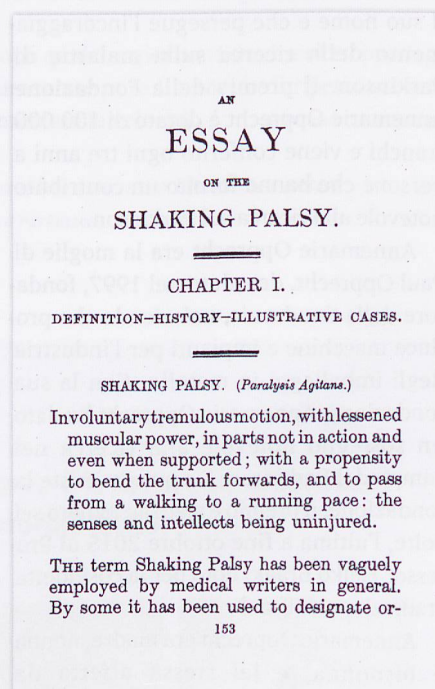 AN
ESSAY
ON THE
SHAKING PALSY.
CHAPTER I.
DEFINITION—HISTORY—ILLUSTRATIVE CASES.
SHAKING PALSY. (Paralysis Agitans.)
Involuntary tremulous motion, with lessened
muscular power, in parts not in action and
even when supported; with a propensity
to bend the trunk forwards, and to pass
from a walking to a running pace: the
senses and intellects being uninjured.
THE term Shaking Palsy has been vaguely
employed by medical writers in general.
By some it has been used to designate or-
153